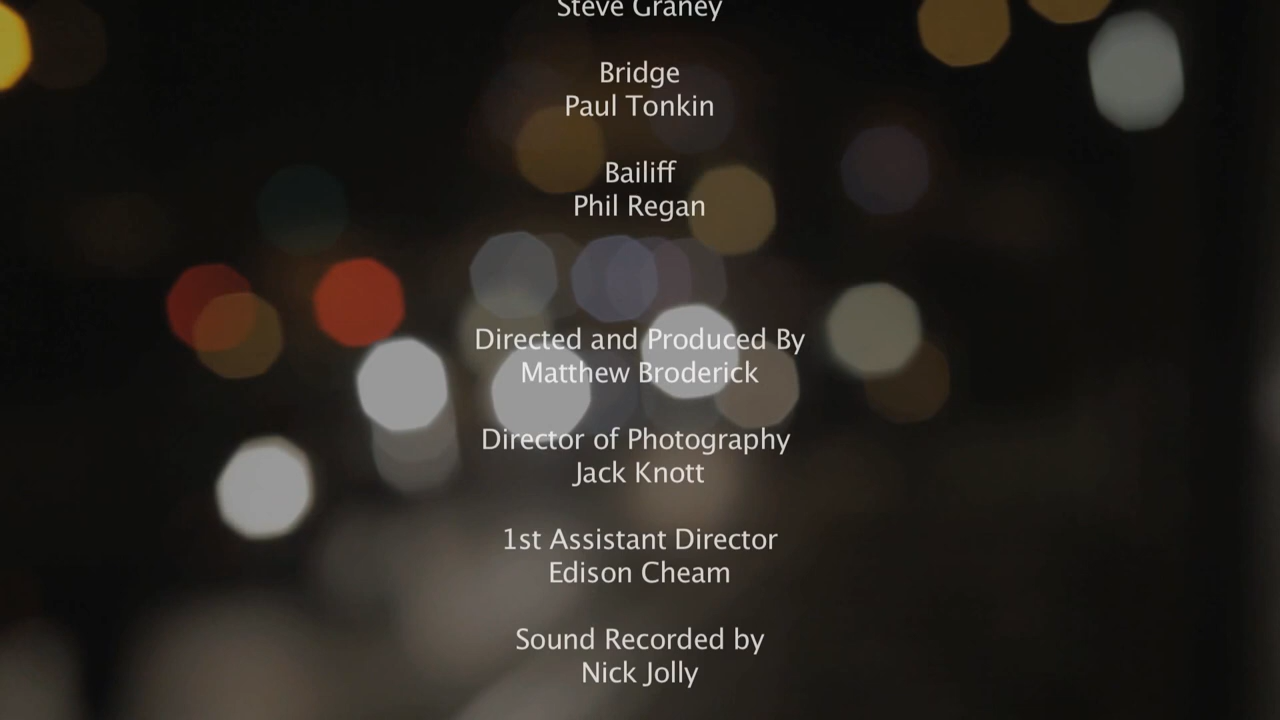 Steve Graney
Bridge
Paul Tonkin
Bailiff
Phil Regan
Directed and Produced By
Matthew Broderick
Director of Photography
Jack Knott
1st Assistant Director
Edison Cheam
Sound Recorded by
Nick Jolly